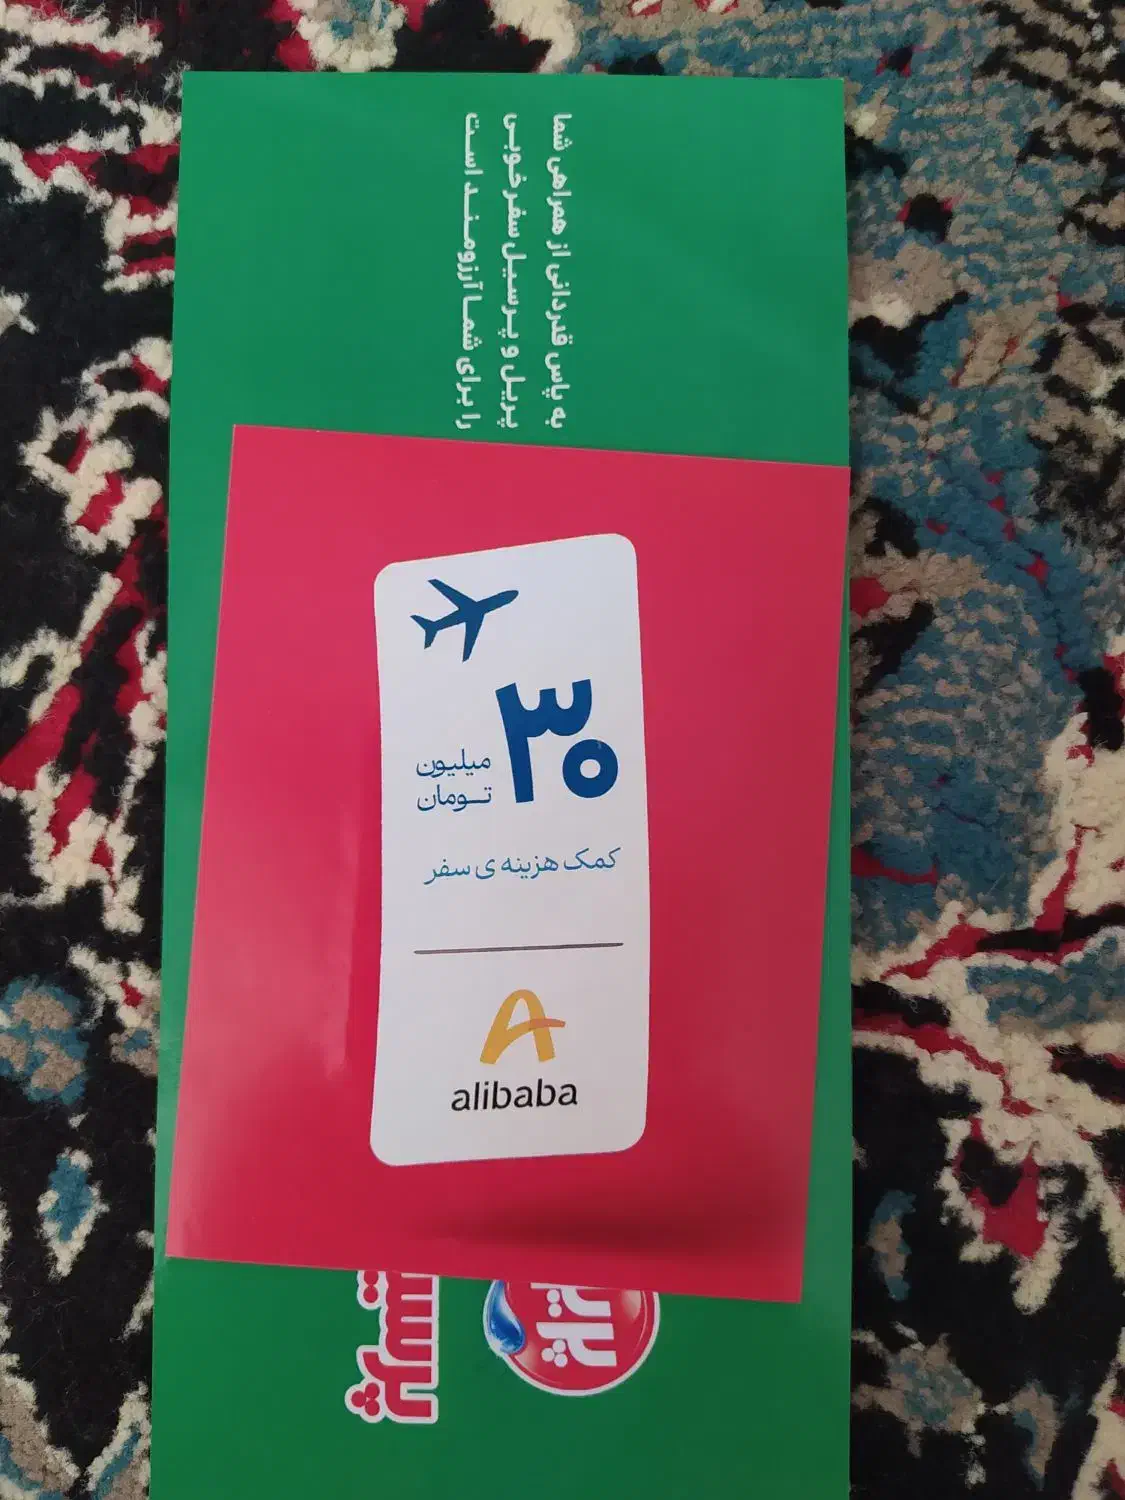 به پاس قدردانی از همراهی شما
پریل و پرسیل سفر خوبی
را برای شما آرزومند است
۳۰
میلیون
تومان
کمک هزینه ی سفر
alibaba